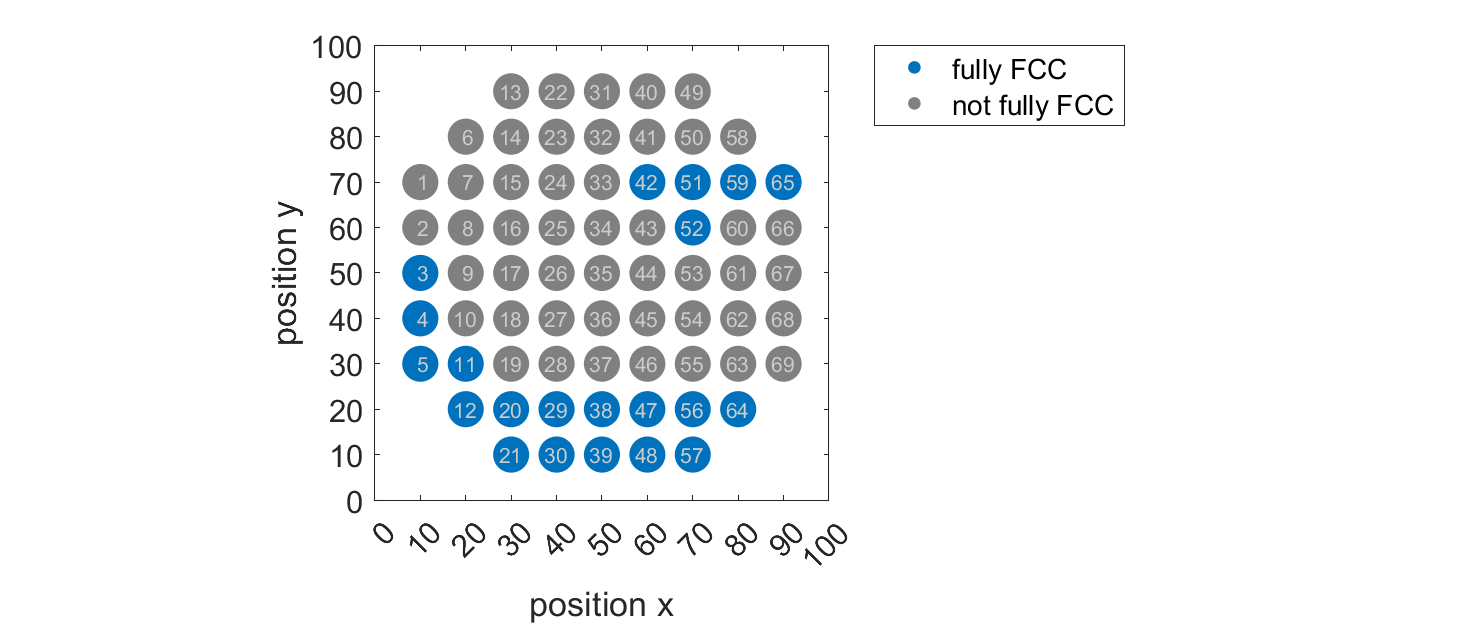 100
90
80
70
60
50
40
30
20
10
0
position y
13 22 31 40 49
6 14 23 32 41 50 58
1 7 15 24 33 42 51 59 65
2 8 16 25 34 43 52 60 66
3 9 17 26 35 44 53 61 67
4 10 18 27 36 45 54 62 68
5 11 19 28 37 46 55 63 69
12 20 29 38 47 56 64
21 30 39 48 57
0 10 20 30 40 50 60 70 80 90 100
position x
fully FCC
not fully FCC